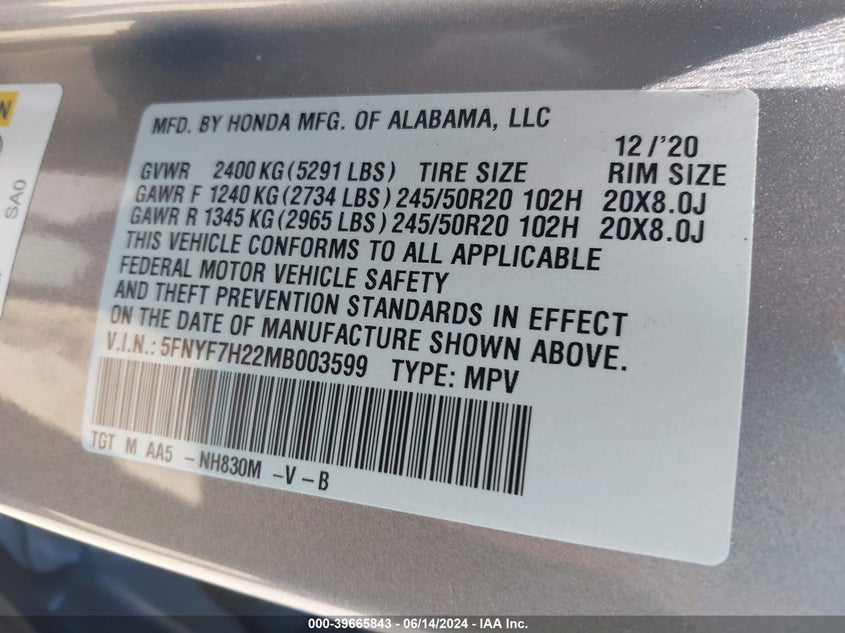 N
SA0
MFD. BY HONDA MFG. OF ALABAMA, LLC
12/'20
GVWR 2400 KG (5291 LBS) TIRE SIZE RIM SIZE
GAWR F 1240 KG (2734 LBS) 245/50R20 102H 20X8.0J
GAWR R 1345 KG (2965 LBS) 245/50R20 102H 20X8.0J
THIS VEHICLE CONFORMS TO ALL APPLICABLE
FEDERAL MOTOR VEHICLE SAFETY
AND THEFT PREVENTION STANDARDS IN EFFECT
ON THE DATE OF MANUFACTURE SHOWN ABOVE.
V.I.N.: 5FNYF7H22MB003599 TYPE: MPV
TGT M AA5 -NH830M -V-B
000-39665843 - 06/14/2024 - IAA Inc.